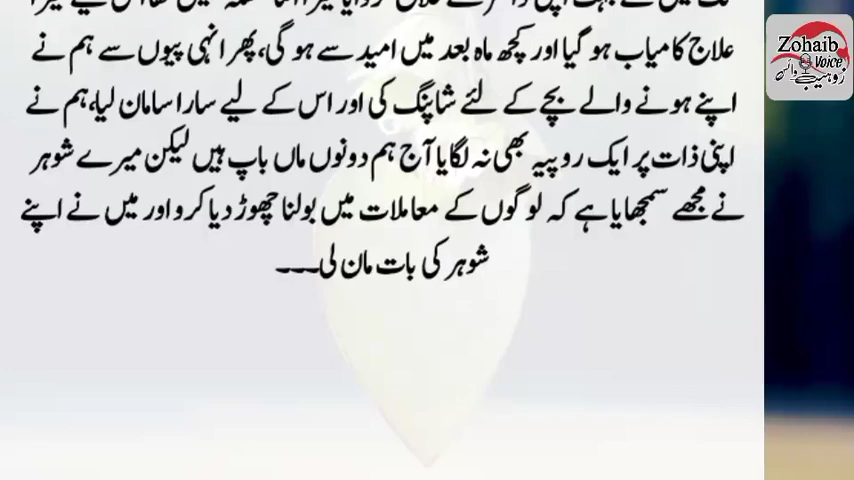 علاج کامیاب ہو گیا اور کچھ ماہ بعد میں امید سے ہو گی، پھر انہی پیوں سے ہم نے
اپنے ہونے والے بچے کے لئے شاپنگ کی اور اس کے لیے سارا سامان لیا، ہم نے
اپنی ذات پر ایک روپیہ بھی نہ لگایا آج ہم دونوں ماں باپ ہیں لیکن میرے شوہر
نے مجھے سمجھایا ہے کہ لوگوں کے معاملات میں بولنا چھوڑ دیا کرو اور میں نے اپنے
شوہر کی بات مان لی۔۔۔
Zohaib
Voice
زوہیب وائس